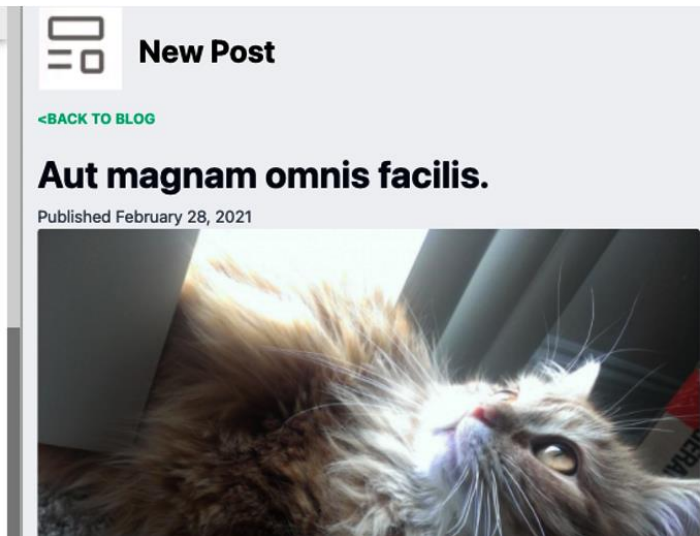 New Post
<BACK TO BLOG
Aut magnam omnis facilis.
Published February 28, 2021